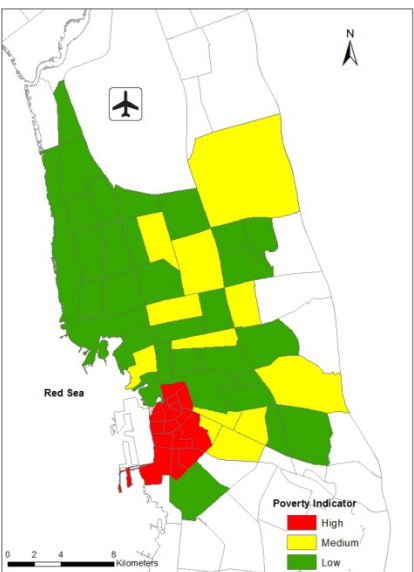 N
Red Sea
Poverty Indicator
High
Medium
Low
0 2 4 8
Kilometers